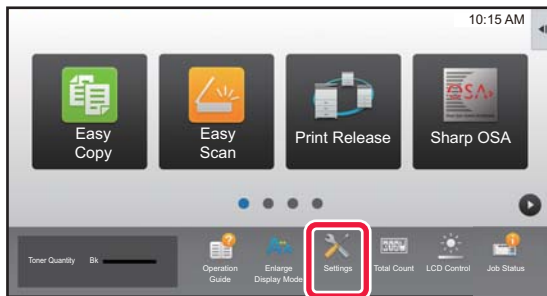 10:15 AM
Easy
Copy
Easy
Scan
Print Release
OSA
Sharp OSA
Toner Quantity Bk
Operation
Guide
Enlarge
Display Mode
Settings
Total Count
LCD Control
Job Status